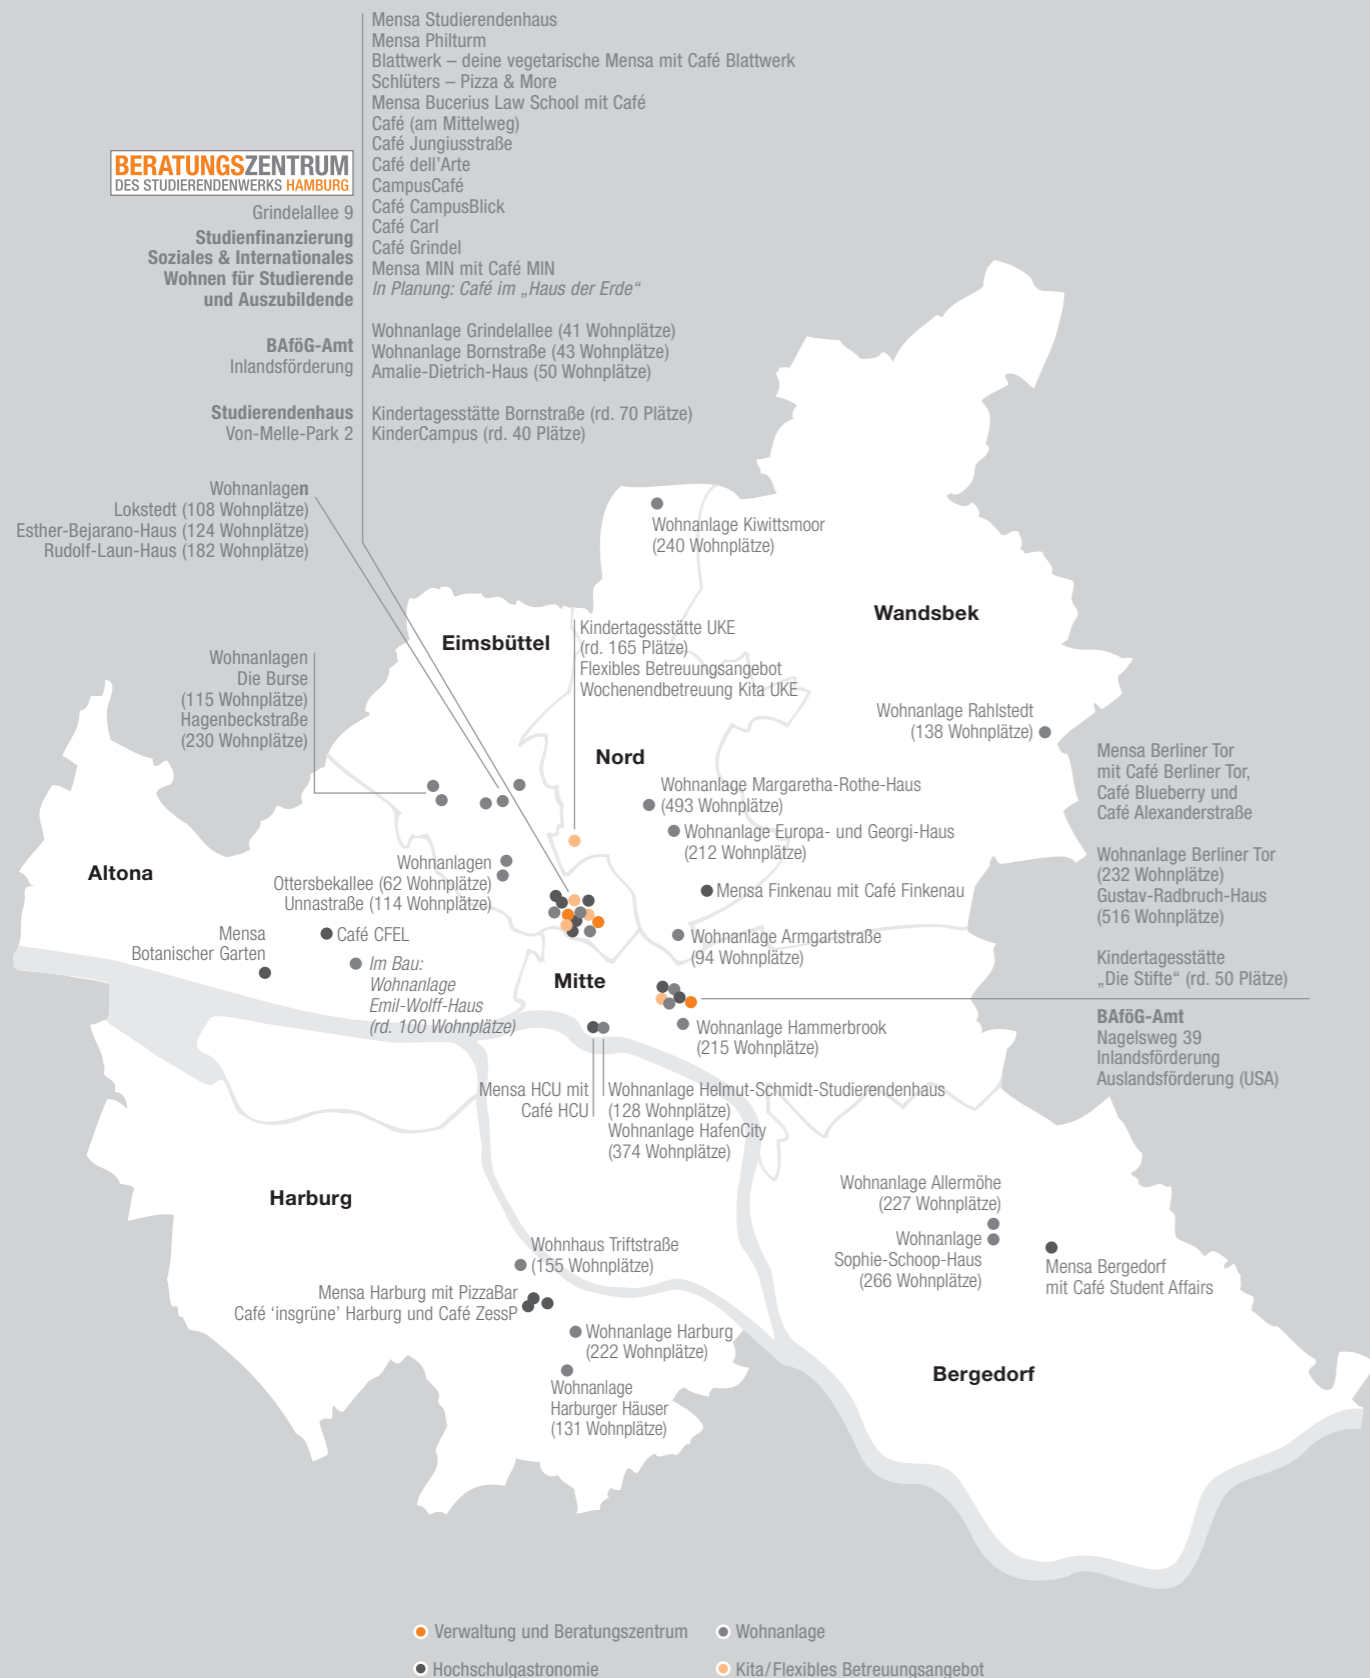 Mensa Studierendenhaus
Mensa Philturm
Blattwerk – deine vegetarische Mensa mit Café Blattwerk
Schlüters – Pizza & More
Mensa Bucerius Law School mit Café
Café (am Mittelweg)
Café Jungiusstraße
Café dell'Arte
CampusCafé
Café CampusBlick
Café Carl
Café Grindel
Mensa MIN mit Café MIN
In Planung: Café im „Haus der Erde“
Wohnanlage Grindelallee (41 Wohnplätze)
Wohnanlage Bornstraße (43 Wohnplätze)
Amalie-Dietrich-Haus (50 Wohnplätze)
Kindertagesstätte Bornstraße (rd. 70 Plätze)
KinderCampus (rd. 40 Plätze)
BERATUNGSZENTRUM
DES STUDIERENDENWERKS HAMBURG
Grindelallee 9
Studienfinanzierung
Soziales & Internationales
Wohnen für Studierende
und Auszubildende
BAföG-Amt
Inlandsförderung
Studierendenhaus
Von-Melle-Park 2
Wohnanlagen
Lokstedt (108 Wohnplätze)
Esther-Bejarano-Haus (124 Wohnplätze)
Rudolf-Laun-Haus (182 Wohnplätze)
Wohnanlage Kiwittsmoor
(240 Wohnplätze)
Wandsbek
Eimsbüttel
Kindertagesstätte UKE
(rd. 165 Plätze)
Flexibles Betreuungsangebot
Wochenendbetreuung Kita UKE
Wohnanlagen
Die Burse
(115 Wohnplätze)
Hagenbeckstraße
(230 Wohnplätze)
Wohnanlage Rahlstedt
(138 Wohnplätze)
Nord
Mensa Berliner Tor
mit Café Berliner Tor,
Café Blueberry und
Café Alexanderstraße
Wohnanlage Berliner Tor
(232 Wohnplätze)
Gustav-Radbruch-Haus
(516 Wohnplätze)
Kindertagesstätte
„Die Stifte“ (rd. 50 Plätze)
BAföG-Amt
Nagelsweg 39
Inlandsförderung
Auslandsförderung (USA)
Wohnanlage Margaretha-Rothe-Haus
(493 Wohnplätze)
Wohnanlage Europa- und Georgi-Haus
(212 Wohnplätze)
Altona
Wohnanlagen
Ottersbekallee (62 Wohnplätze)
Unnastraße (114 Wohnplätze)
Mensa Finkenau mit Café Finkenau
Mensa
Botanischer Garten
Café CFEL
Im Bau:
Wohnanlage
Emil-Wolff-Haus
(rd. 100 Wohnplätze)
Wohnanlage Armgartstraße
(94 Wohnplätze)
Mitte
Wohnanlage Hammerbrook
(215 Wohnplätze)
Mensa HCU mit
Café HCU
Wohnanlage Helmut-Schmidt-Studierendenhaus
(128 Wohnplätze)
Wohnanlage HafenCity
(374 Wohnplätze)
Harburg
Wohnanlage Allermöhe
(227 Wohnplätze)
Wohnanlage
Sophie-Schoop-Haus
(266 Wohnplätze)
Mensa Bergedorf
mit Café Student Affairs
Wohnhaus Triftstraße
(155 Wohnplätze)
Mensa Harburg mit PizzaBar
Café ‘insgrüne’ Harburg und Café ZessP
Wohnanlage Harburg
(222 Wohnplätze)
Wohnanlage
Harburger Häuser
(131 Wohnplätze)
Bergedorf
Verwaltung und Beratungszentrum
Wohnanlage
Hochschulgastronomie
Kita/Flexibles Betreuungsangebot